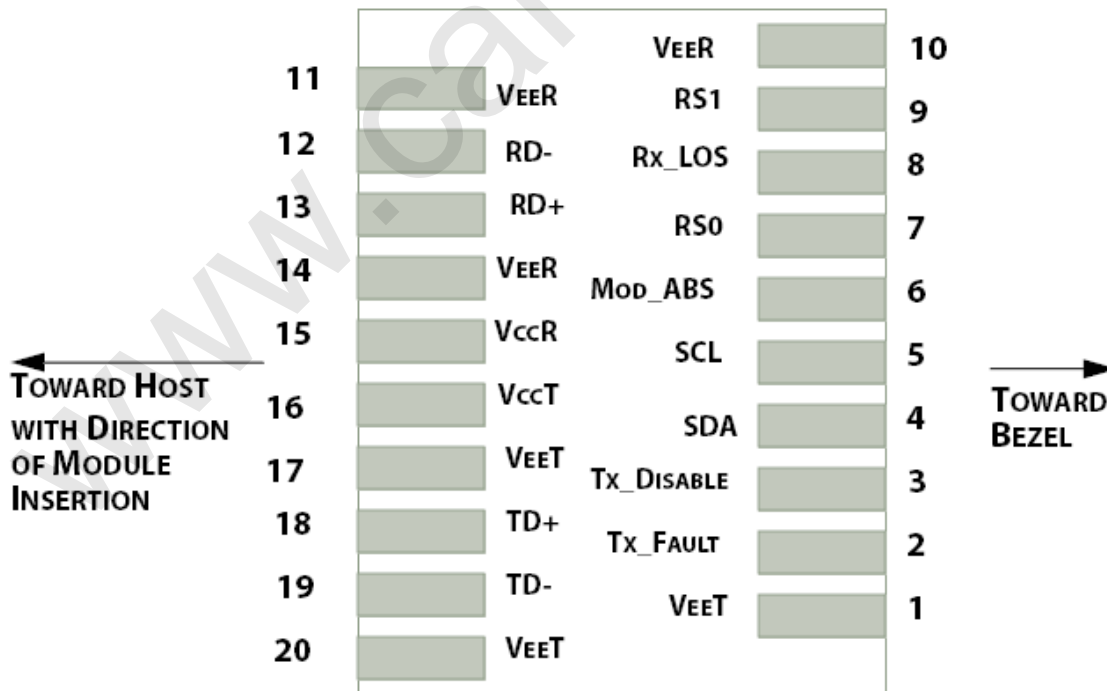 VEER 10
11 VEER
RS1 9
12 RD-
Rx_LOS 8
13 RD+
RS0 7
14 VEER
MOD_ABS 6
15 VccR
SCL 5
16 VccT
SDA 4
17 VEET
Tx_DISABLE 3
18 TD+
Tx_FAULT 2
19 TD-
VEET 1
20 VEET
TOWARD HOST
WITH DIRECTION
OF MODULE
INSERTION
TOWARD
BEZEL
www.ca